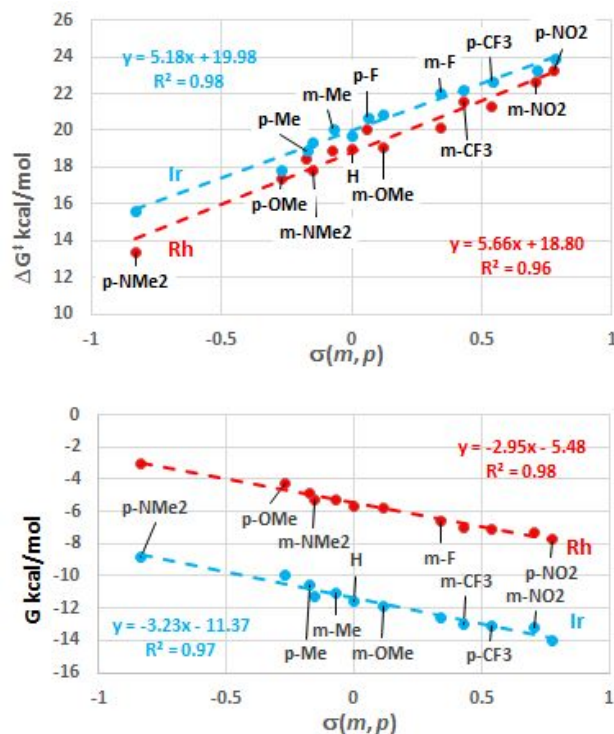 26
24
22
20
18
16
14
12
10
ΔG‡ kcal/mol
y = 5.18x + 19.98
R² = 0.98
p-NO2
p-CF3
m-F
p-F
m-Me
p-Me
m-NO2
m-CF3
H
m-OMe
Ir
p-OMe
m-NMe2
Rh
p-NMe2
y = 5.66x + 18.80
R² = 0.96
-1
-0.5
0
0.5
1
σ(m, p)
0
-2
-4
-6
-8
-10
-12
-14
-16
G kcal/mol
y = -2.95x - 5.48
R² = 0.98
p-NMe2
p-OMe
m-NMe2
H
m-F
Rh
m-CF3
p-NO2
m-NO2
Ir
y = -3.23x - 11.37
R² = 0.97
m-Me
p-Me
m-OMe
p-CF3
-1
-0.5
0
0.5
1
σ(m, p)